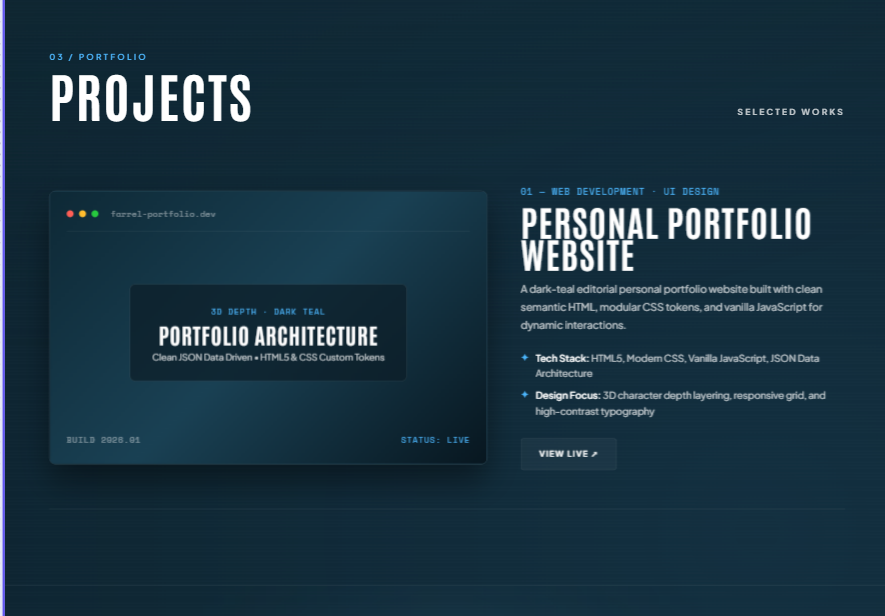 03 / PORTFOLIO
PROJECTS
SELECTED WORKS
farrel-portfolio.dev
3D DEPTH · DARK TEAL
PORTFOLIO ARCHITECTURE
Clean JSON Data Driven • HTML5 & CSS Custom Tokens
BUILD 2026.01
STATUS: LIVE
01 — WEB DEVELOPMENT · UI DESIGN
PERSONAL PORTFOLIO
WEBSITE
A dark-teal editorial personal portfolio website built with clean
semantic HTML, modular CSS tokens, and vanilla JavaScript for
dynamic interactions.
✦ Tech Stack: HTML5, Modern CSS, Vanilla JavaScript, JSON Data
Architecture
✦ Design Focus: 3D character depth layering, responsive grid, and
high-contrast typography
VIEW LIVE ↗